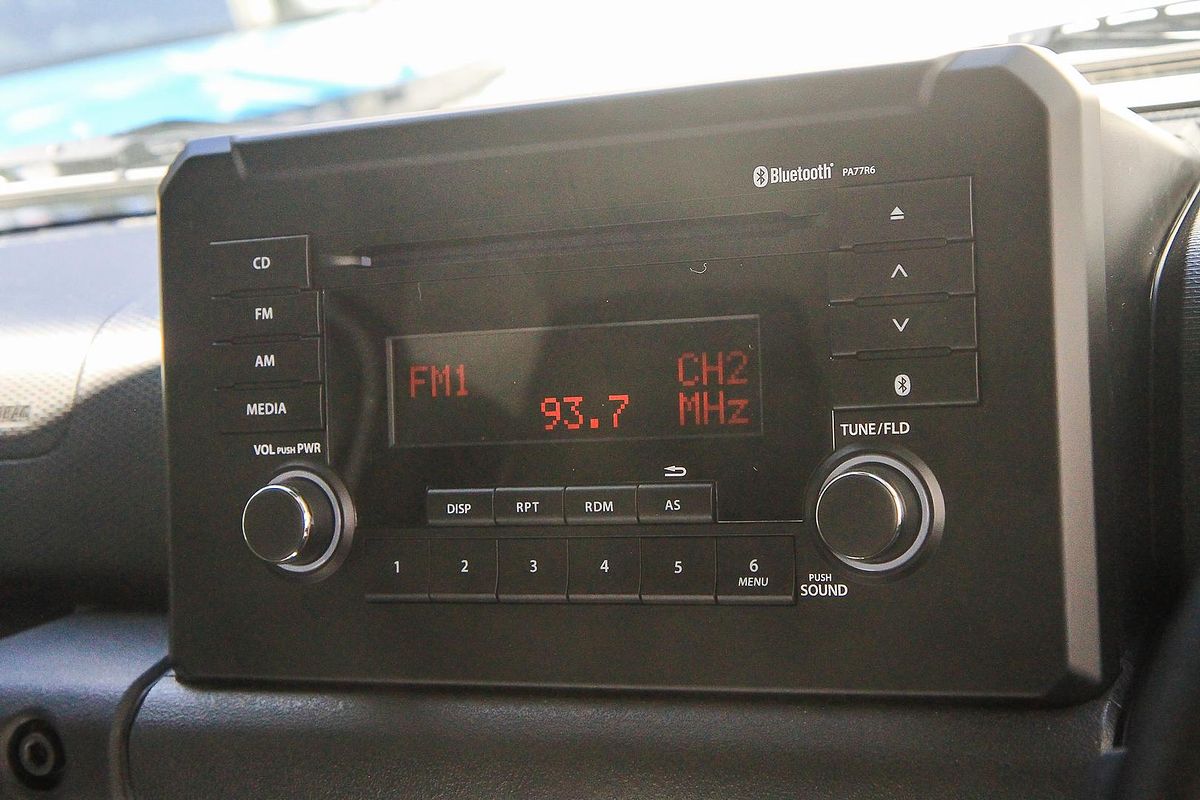 Bluetooth® PA77R6
CD
FM
AM
MEDIA
VOL PUSH PWR
FM1
CH2
93.7
MHz
TUNE/FLD
DISP
RPT
RDM
AS
1
2
3
4
5
6
MENU
PUSH
SOUND